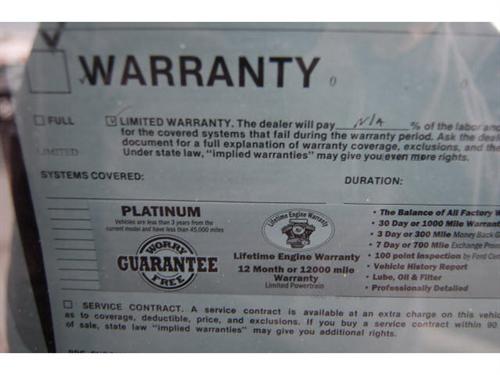 WARRANTY
FULL
LIMITED WARRANTY. The dealer will pay N/A % of the labor and
for the covered systems that fail during the warranty period. Ask the deal
LIMITED
document for a full explanation of warranty coverage, exclusions, and the
Under state law, "implied warranties" may give you even more rights.
SYSTEMS COVERED:
DURATION:
PLATINUM
Vehicles are less than 3 years from the
current model and have less than 45,000 miles
WORRY
GUARANTEE
FREE
Lifetime Engine Warranty
Lifetime Engine Warranty
12 Month or 12000 mile
Warranty
Limited Powertrain
• The Balance of All Factory
• 30 Day or 1000 Mile Warrant
• 3 Day or 300 Mile Money Back G
• 7 Day or 700 Mile Exchange
• 100 point inspection by Ford Cer
• Vehicle History Report
• Lube, Oil & Filter
• Professionally Detailed
SERVICE CONTRACT. A service contract is available at an extra charge on this vehic
as to coverage, deductible, price, and exclusions. If you buy a service contract within 90
of sale, state law "implied warranties" may give you additional rights.